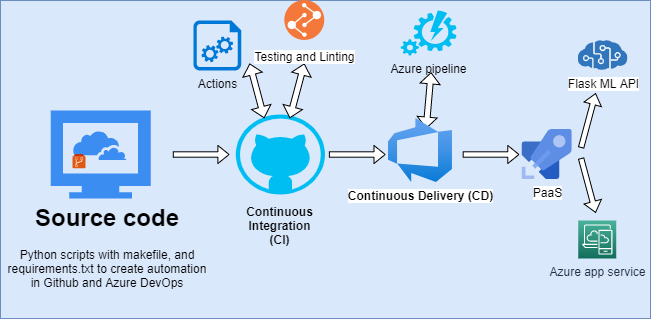 Actions
Testing and Linting
Azure pipeline
Flask ML API
Source code
Python scripts with makefile, and
requirements.txt to create automation
in Github and Azure DevOps
Continuous
Integration
(CI)
Continuous Delivery (CD)
PaaS
Azure app service